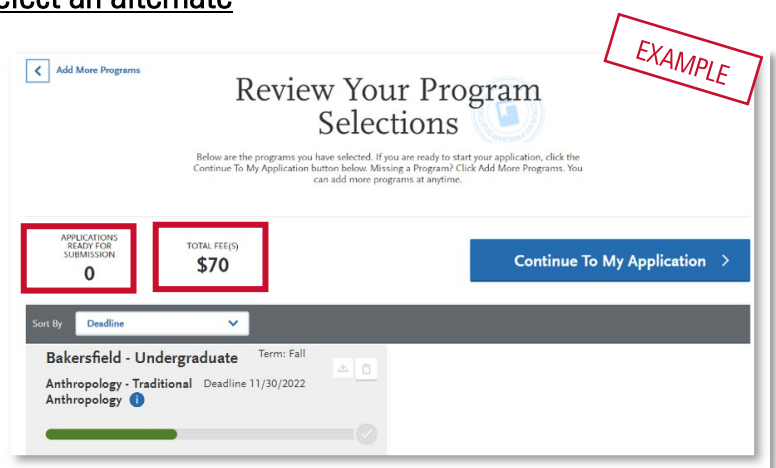 elect an alternate
EXAMPLE
Add More Programs
Review Your Program
Selections
Below are the programs you have selected. If you are ready to start your application, click the
Continue To My Application button below. Missing a Program? Click Add More Programs. You
can add more programs at anytime.
APPLICATIONS
READY FOR
SUBMISSION
0
TOTAL FEE(S)
$70
Continue To My Application
Sort By Deadline
Bakersfield - Undergraduate Term: Fall
Anthropology - Traditional Deadline 11/30/2022
Anthropology